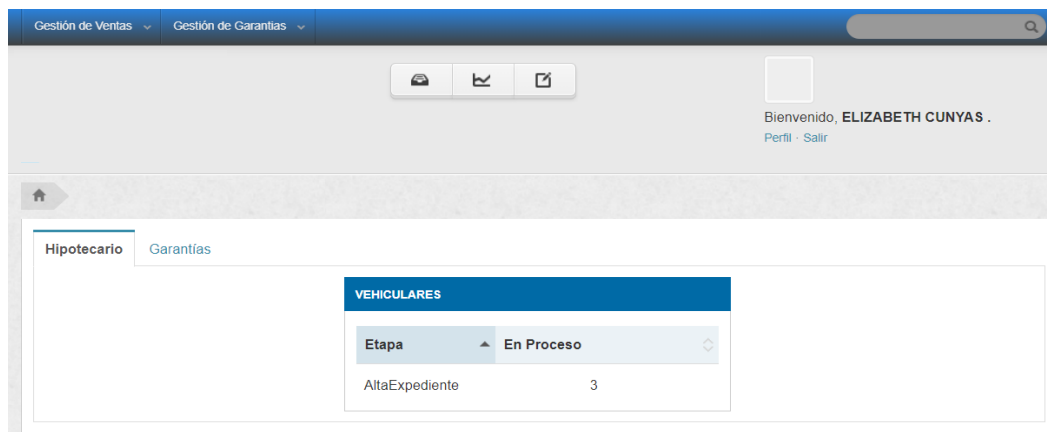 Gestión de Ventas Gestión de Garantias
Bienvenido, ELIZABETH CUNYAS .
Perfil · Salir
Hipotecario Garantías
VEHICULARES
Etapa En Proceso
AltaExpediente 3